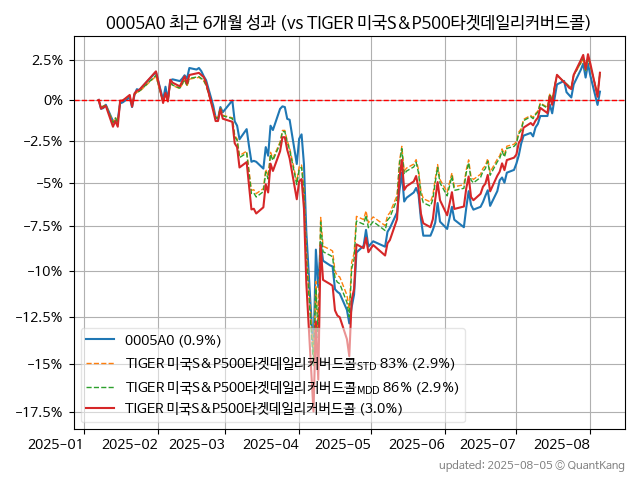 0005A0 최근 6개월 성과 (vs TIGER 미국S&P500타겟데일리커버드콜)
2.5%
0%
−2.5%
−5%
−7.5%
−10%
−12.5%
−15%
−17.5%
0005A0 (0.9%)
TIGER 미국S&P500타겟데일리커버드콜STD 83% (2.9%)
TIGER 미국S&P500타겟데일리커버드콜MDD 86% (2.9%)
TIGER 미국S&P500타겟데일리커버드콜 (3.0%)
2025-01 2025-02 2025-03 2025-04 2025-05 2025-06 2025-07 2025-08
updated: 2025-08-05 © QuantKang